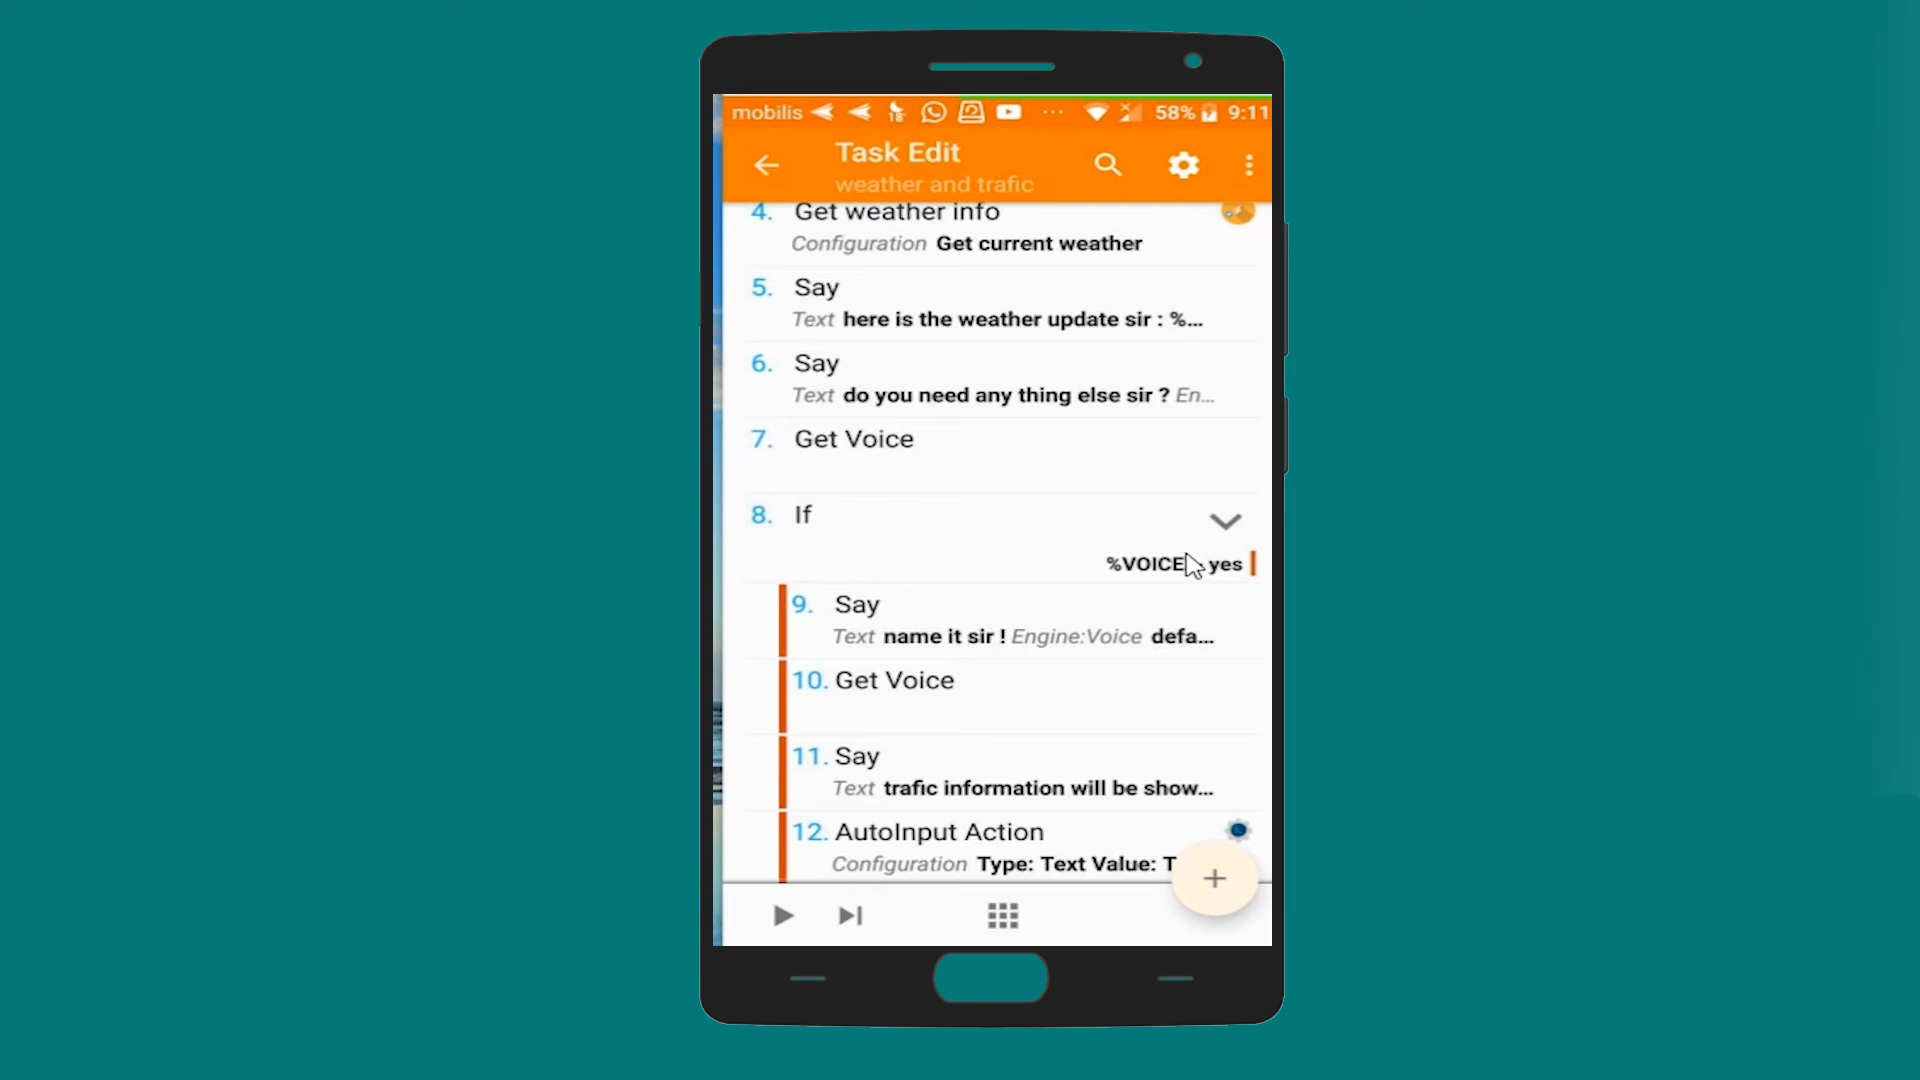 mobilis 18 ... 58% 9:11
Task Edit
weather and trafic
4. Get weather info
Configuration Get current weather
5. Say
Text here is the weather update sir : %...
6. Say
Text do you need any thing else sir ? En...
7. Get Voice
8. If
%VOICE yes
9. Say
Text name it sir ! Engine:Voice defa...
10. Get Voice
11. Say
Text trafic information will be show...
12. AutoInput Action
Configuration Type: Text Value: T